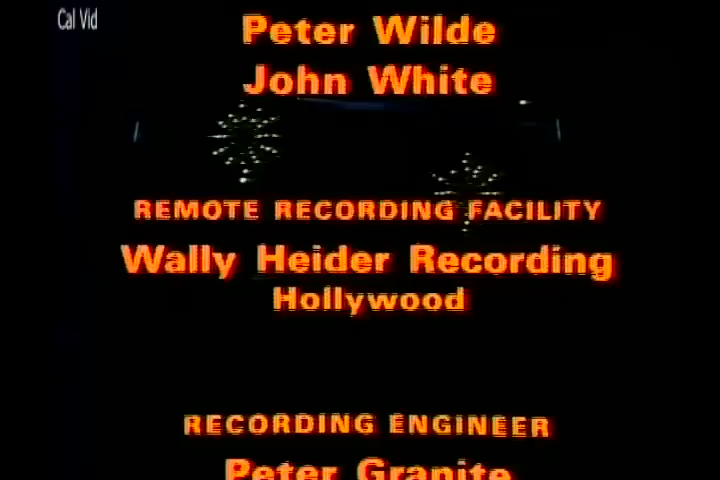 Cal Vid
Peter Wilde
John White
REMOTE RECORDING FACILITY
Wally Heider Recording
Hollywood
RECORDING ENGINEER
Peter Granite